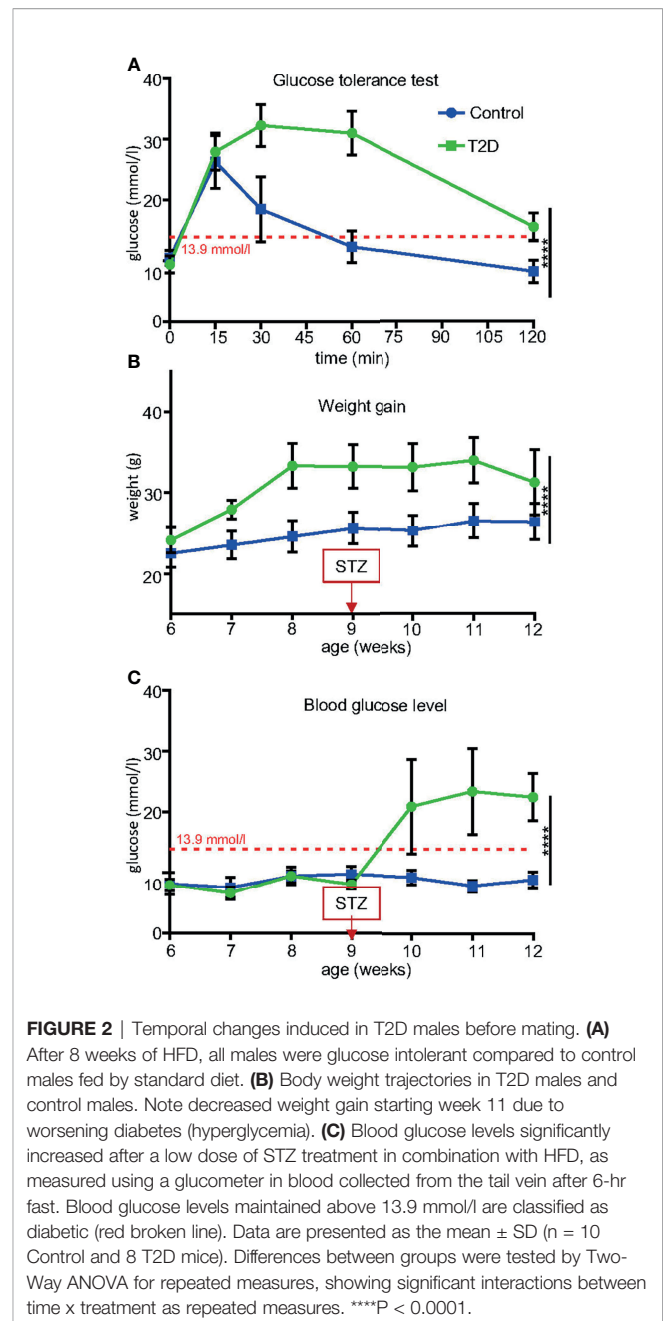 A
Glucose tolerance test
40
30
20
10
0
glucose (mmol/l)
Control
T2D
13.9 mmol/l
****
0 15 30 45 60 75 90 105 120
time (min)
B
Weight gain
40
30
20
weight (g)
STZ
****
6 7 8 9 10 11 12
age (weeks)
C
Blood glucose level
40
30
20
10
0
glucose (mmol/l)
13.9 mmol/l
STZ
****
6 7 8 9 10 11 12
age (weeks)
FIGURE 2 | Temporal changes induced in T2D males before mating. (A)
After 8 weeks of HFD, all males were glucose intolerant compared to control
males fed by standard diet. (B) Body weight trajectories in T2D males and
control males. Note decreased weight gain starting week 11 due to
worsening diabetes (hyperglycemia). (C) Blood glucose levels significantly
increased after a low dose of STZ treatment in combination with HFD, as
measured using a glucometer in blood collected from the tail vein after 6-hr
fast. Blood glucose levels maintained above 13.9 mmol/l are classified as
diabetic (red broken line). Data are presented as the mean ± SD (n = 10
Control and 8 T2D mice). Differences between groups were tested by Two-
Way ANOVA for repeated measures, showing significant interactions between
time x treatment as repeated measures. ****P < 0.0001.